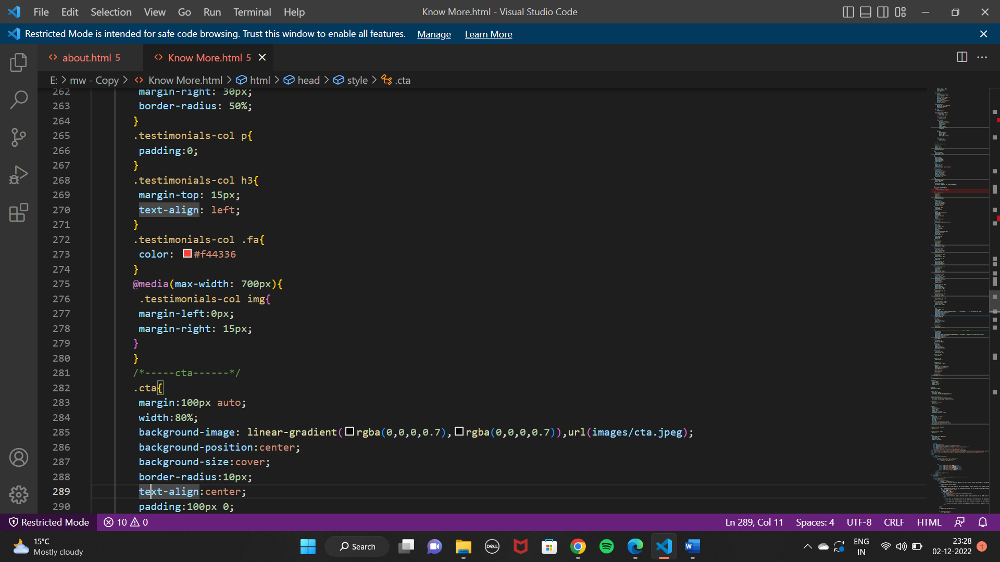 File Edit Selection View Go Run Terminal Help Know More.html - Visual Studio Code
Restricted Mode is intended for safe code browsing. Trust this window to enable all features. Manage Learn More
about.html 5 Know More.html 5
E: > mw - Copy > Know More.html > html > head > style > .cta
262 margin-right: 30px;
263 border-radius: 50%;
264 }
265 .testimonials-col p{
266 padding:0;
267 }
268 .testimonials-col h3{
269 margin-top: 15px;
270 text-align: left;
271 }
272 .testimonials-col .fa{
273 color: #f44336
274 }
275 @media(max-width: 700px){
276 .testimonials-col img{
277 margin-left:0px;
278 margin-right: 15px;
279 }
280 }
281 /*-----cta------*/
282 .cta{
283 margin:100px auto;
284 width:80%;
285 background-image: linear-gradient(rgba(0,0,0,0.7),rgba(0,0,0,0.7)),url(images/cta.jpeg);
286 background-position:center;
287 background-size:cover;
288 border-radius:10px;
289 text-align:center;
290 padding:100px 0;
Restricted Mode 10 0 Ln 289, Col 11 Spaces: 4 UTF-8 CRLF HTML
15°C
Mostly cloudy
Search
DELL
W
ENG
IN
23:28
02-12-2022
1